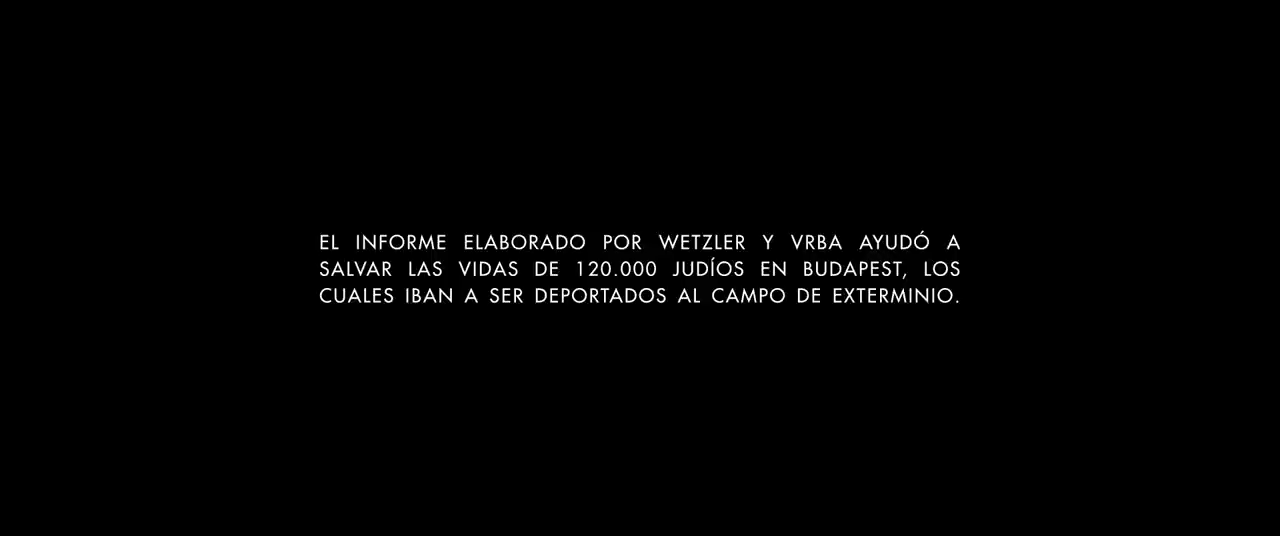 EL INFORME ELABORADO POR WETZLER Y VRBA AYUDÓ A
SALVAR LAS VIDAS DE 120.000 JUDÍOS EN BUDAPEST, LOS
CUALES IBAN A SER DEPORTADOS AL CAMPO DE EXTERMINIO.